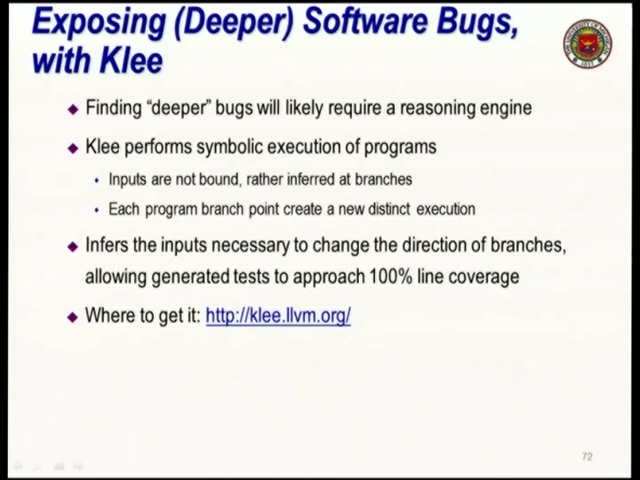 Exposing (Deeper) Software Bugs,
with Klee
Finding “deeper” bugs will likely require a reasoning engine
Klee performs symbolic execution of programs
Inputs are not bound, rather inferred at branches
Each program branch point create a new distinct execution
Infers the inputs necessary to change the direction of branches,
allowing generated tests to approach 100% line coverage
Where to get it: http://klee.llvm.org/
72